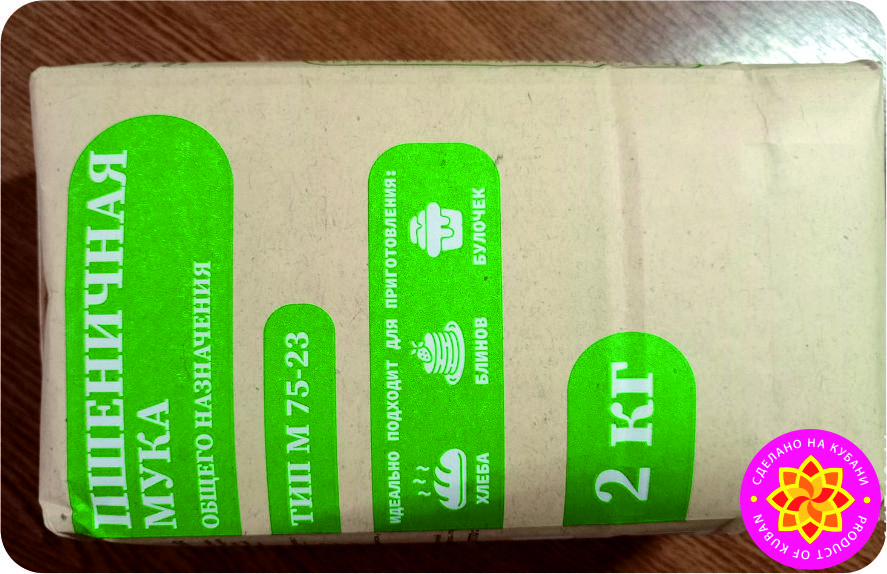 ПШЕНИЧНАЯ
МУКА
ОБЩЕГО НАЗНАЧЕНИЯ
ТИП М 75-23
ИДЕАЛЬНО ПОДХОДИТ ДЛЯ ПРИГОТОВЛЕНИЯ:
ХЛЕБА
БЛИНОВ
БУЛОЧЕК
2 КГ
СДЕЛАНО НА КУБАНИ
PRODUCT OF KUBAN